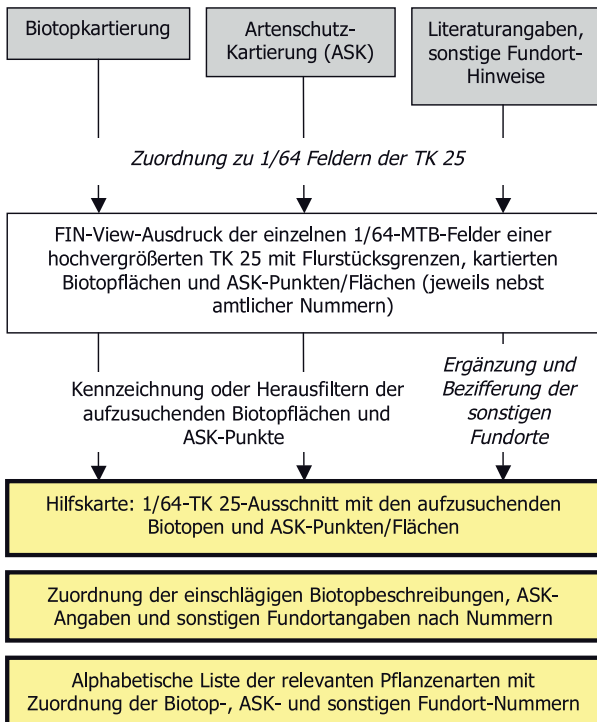 Biotopkartierung
Artenschutz-
Kartierung (ASK)
Literaturangaben,
sonstige Fundort-
Hinweise
Zuordnung zu 1/64 Feldern der TK 25
FIN-View-Ausdruck der einzelnen 1/64-MTB-Felder einer
hochvergrößerten TK 25 mit Flurstücksgrenzen, kartierten
Biotopflächen und ASK-Punkten/Flächen (jeweils nebst
amtlicher Nummern)
Kennzeichnung oder Herausfiltern der
aufzusuchenden Biotopflächen und
ASK-Punkte
Ergänzung und
Bezifferung der
sonstigen
Fundorte
Hilfskarte: 1/64-TK 25-Ausschnitt mit den aufzusuchenden
Biotopen und ASK-Punkten/Flächen
Zuordnung der einschlägigen Biotopbeschreibungen, ASK-
Angaben und sonstigen Fundortangaben nach Nummern
Alphabetische Liste der relevanten Pflanzenarten mit
Zuordnung der Biotop-, ASK- und sonstigen Fundort-Nummern